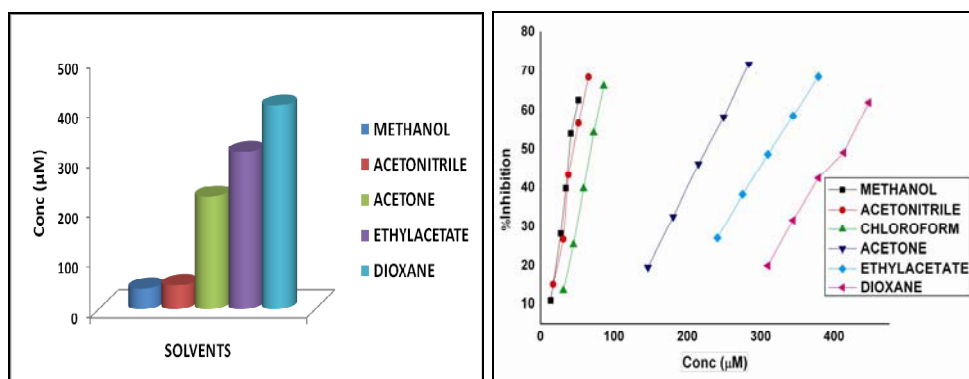 500
400
300
200
100
0
Conc (µM)
SOLVENTS
METHANOL
ACETONITRILE
ACETONE
ETHYLACETATE
DIOXANE
80
70
60
50
40
30
20
10
%Inhibition
0 100 200 300 400
Conc (µM)
METHANOL
ACETONITRILE
CHLOROFORM
ACETONE
ETHYLACETATE
DIOXANE